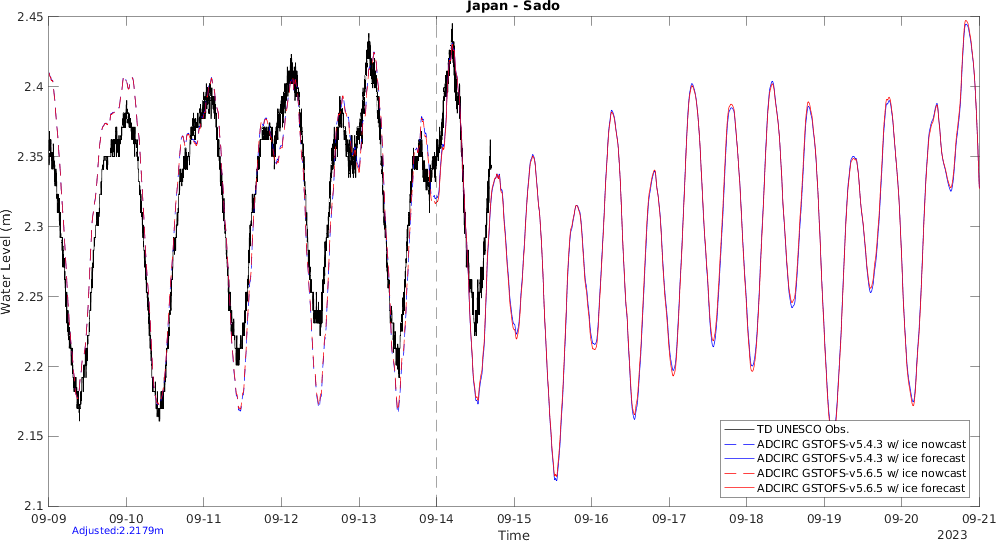 Japan - Sado
2.45
2.4
2.35
2.3
2.25
2.2
2.15
2.1
Water Level (m)
TD UNESCO Obs.
ADCIRC GSTOFS-v5.4.3 w/ ice nowcast
ADCIRC GSTOFS-v5.4.3 w/ ice forecast
ADCIRC GSTOFS-v5.6.5 w/ ice nowcast
ADCIRC GSTOFS-v5.6.5 w/ ice forecast
09-09 09-10 09-11 09-12 09-13 09-14 09-15 09-16 09-17 09-18 09-19 09-20 09-21
Adjusted:2.2179m
Time
2023